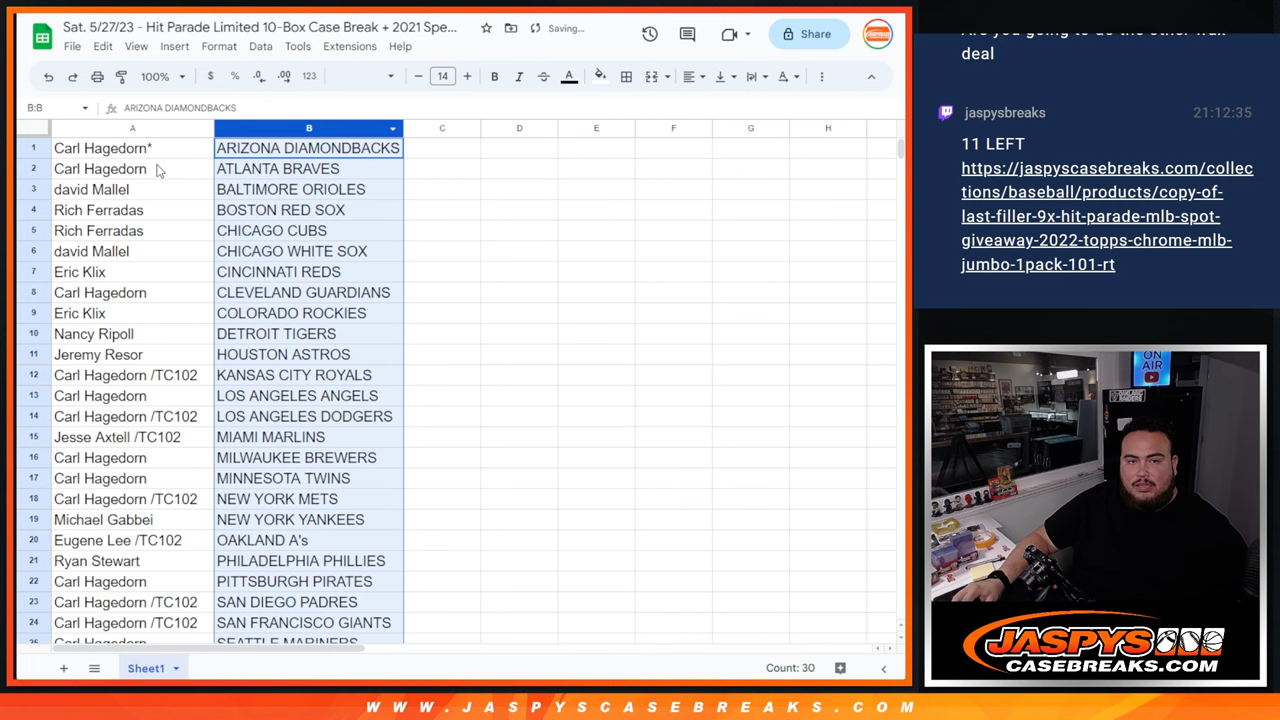 Sat. 5/27/23 - Hit Parade Limited 10-Box Case Break + 2021 Spe...
Saving...
Share
File Edit View Insert Format Data Tools Extensions Help
100% $ % .0 .00 123 14 B I A
B:B ARIZONA DIAMONDBACKS
A B C D E F G H
1 Carl Hagedorn* ARIZONA DIAMONDBACKS
2 Carl Hagedorn ATLANTA BRAVES
3 david Mallel BALTIMORE ORIOLES
4 Rich Ferradas BOSTON RED SOX
5 Rich Ferradas CHICAGO CUBS
6 david Mallel CHICAGO WHITE SOX
7 Eric Klix CINCINNATI REDS
8 Carl Hagedorn CLEVELAND GUARDIANS
9 Eric Klix COLORADO ROCKIES
10 Nancy Ripoll DETROIT TIGERS
11 Jeremy Resor HOUSTON ASTROS
12 Carl Hagedorn /TC102 KANSAS CITY ROYALS
13 Carl Hagedorn LOS ANGELES ANGELS
14 Carl Hagedorn /TC102 LOS ANGELES DODGERS
15 Jesse Axtell /TC102 MIAMI MARLINS
16 Carl Hagedorn MILWAUKEE BREWERS
17 Carl Hagedorn MINNESOTA TWINS
18 Carl Hagedorn /TC102 NEW YORK METS
19 Michael Gabbei NEW YORK YANKEES
20 Eugene Lee /TC102 OAKLAND A's
21 Ryan Stewart PHILADELPHIA PHILLIES
22 Carl Hagedorn PITTSBURGH PIRATES
23 Carl Hagedorn /TC102 SAN DIEGO PADRES
24 Carl Hagedorn /TC102 SAN FRANCISCO GIANTS
25 Carl Hagedorn SEATTLE MARINERS
Sheet1 Count: 30
deal
jaspysbreaks 21:12:35
11 LEFT
https://jaspyscasebreaks.com/collec
tions/baseball/products/copy-of-
last-filler-9x-hit-parade-mlb-spot-
giveaway-2022-topps-chrome-mlb-
jumbo-1pack-101-rt
ON
AIR
JASPYS
CASEBREAKS.COM
WWW.JASPYSCASEBREAKS.COM